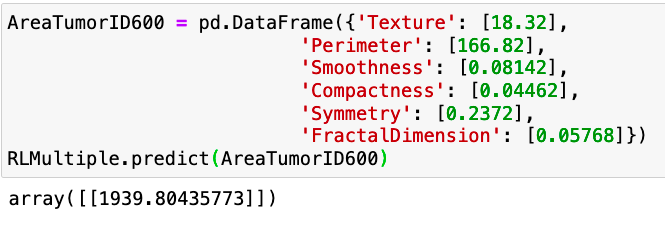 AreaTumorID600 = pd.DataFrame({'Texture': [18.32],
'Perimeter': [166.82],
'Smoothness': [0.08142],
'Compactness': [0.04462],
'Symmetry': [0.2372],
'FractalDimension': [0.05768]})
RLMultiple.predict(AreaTumorID600)
array([[1939.80435773]])